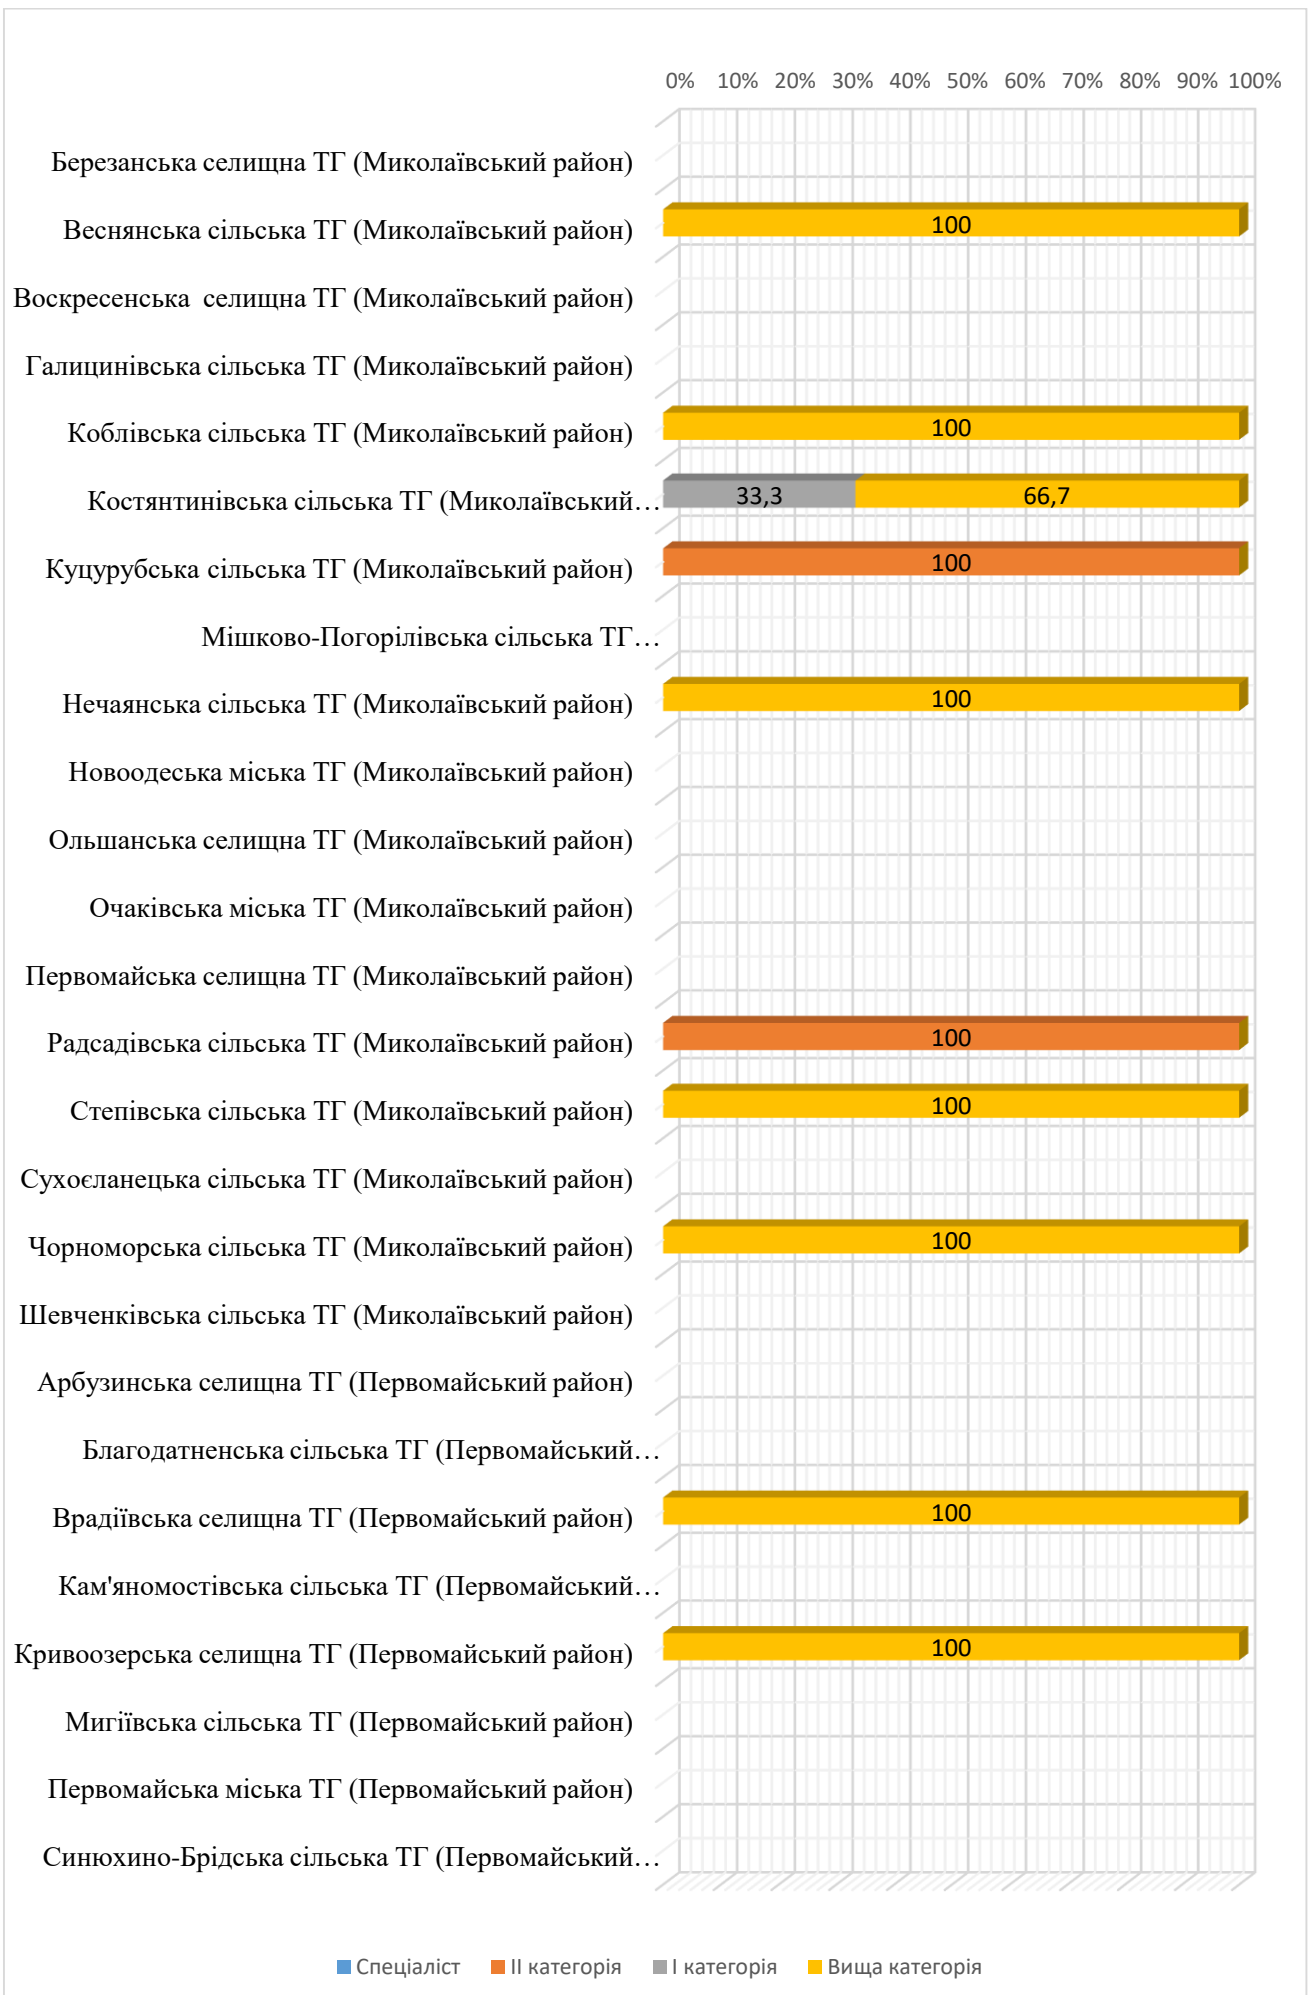 0% 10% 20% 30% 40% 50% 60% 70% 80% 90% 100%
Березанська селищна ТГ (Миколаївський район)
Веснянська сільська ТГ (Миколаївський район) 100
Воскресенська селищна ТГ (Миколаївський район)
Галицинівська сільська ТГ (Миколаївський район)
Коблівська сільська ТГ (Миколаївський район) 100
Костянтинівська сільська ТГ (Миколаївський… 33,3 66,7
Куцурубська сільська ТГ (Миколаївський район) 100
Мішково-Погорілівська сільська ТГ…
Нечаянська сільська ТГ (Миколаївський район) 100
Новоодеська міська ТГ (Миколаївський район)
Ольшанська селищна ТГ (Миколаївський район)
Очаківська міська ТГ (Миколаївський район)
Первомайська селищна ТГ (Миколаївський район)
Радсадівська сільська ТГ (Миколаївський район) 100
Степівська сільська ТГ (Миколаївський район) 100
Сухоєланецька сільська ТГ (Миколаївський район)
Чорноморська сільська ТГ (Миколаївський район) 100
Шевченківська сільська ТГ (Миколаївський район)
Арбузинська селищна ТГ (Первомайський район)
Благодатненська сільська ТГ (Первомайський…
Врадіївська селищна ТГ (Первомайський район) 100
Кам'яномостівська сільська ТГ (Первомайський…
Кривоозерська селищна ТГ (Первомайський район) 100
Мигіївська сільська ТГ (Первомайський район)
Первомайська міська ТГ (Первомайський район)
Синюхино-Брідська сільська ТГ (Первомайський…
Спеціаліст ІІ категорія І категорія Вища категорія